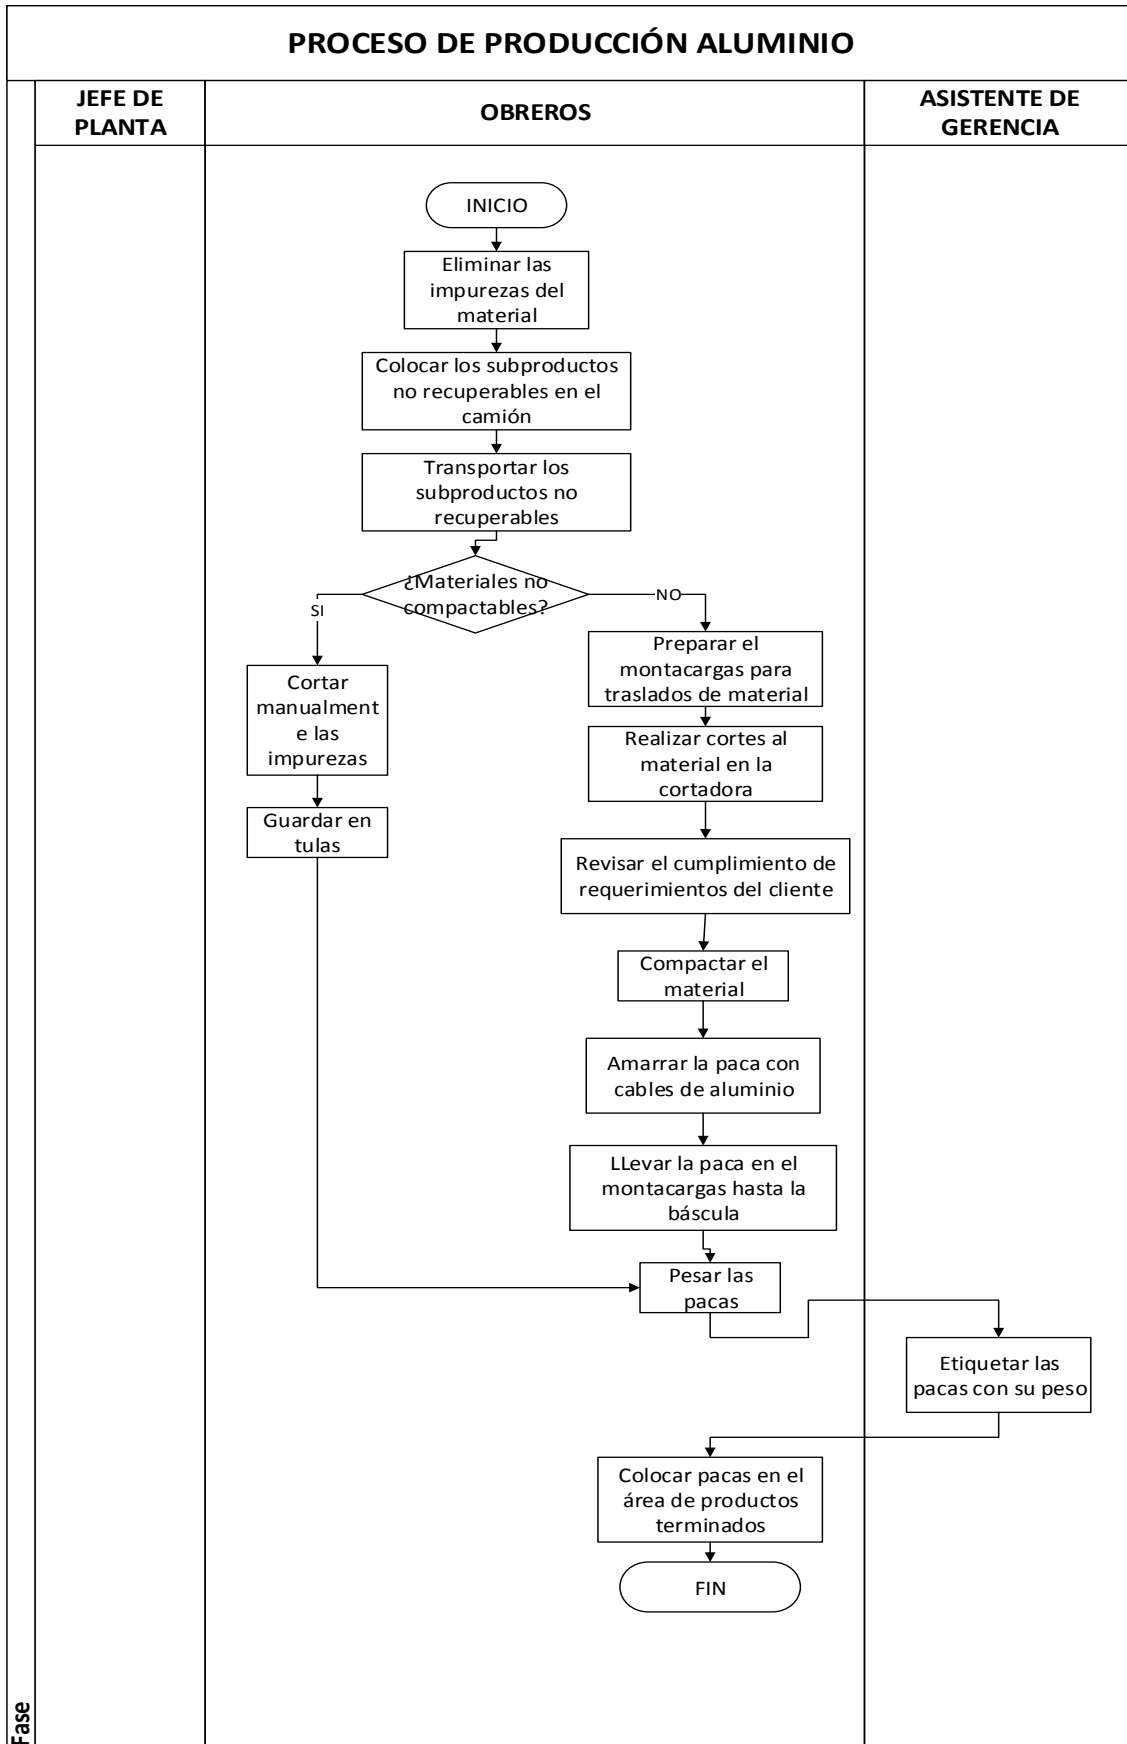 PROCESO DE PRODUCCIÓN ALUMINIO
JEFE DE
PLANTA
OBREROS
ASISTENTE DE
GERENCIA
INICIO
Eliminar las
impurezas del
material
Colocar los subproductos
no recuperables en el
camión
Transportar los
subproductos no
recuperables
¿Materiales no
compactables?
SI
NO
Cortar
manualment
e las
impurezas
Guardar en
tulas
Preparar el
montacargas para
traslados de material
Realizar cortes al
material en la
cortadora
Revisar el cumplimiento de
requerimientos del cliente
Compactar el
material
Amarrar la paca con
cables de aluminio
LLevar la paca en el
montacargas hasta la
báscula
Pesar las
pacas
Etiquetar las
pacas con su peso
Colocar pacas en el
área de productos
terminados
FIN
Fase